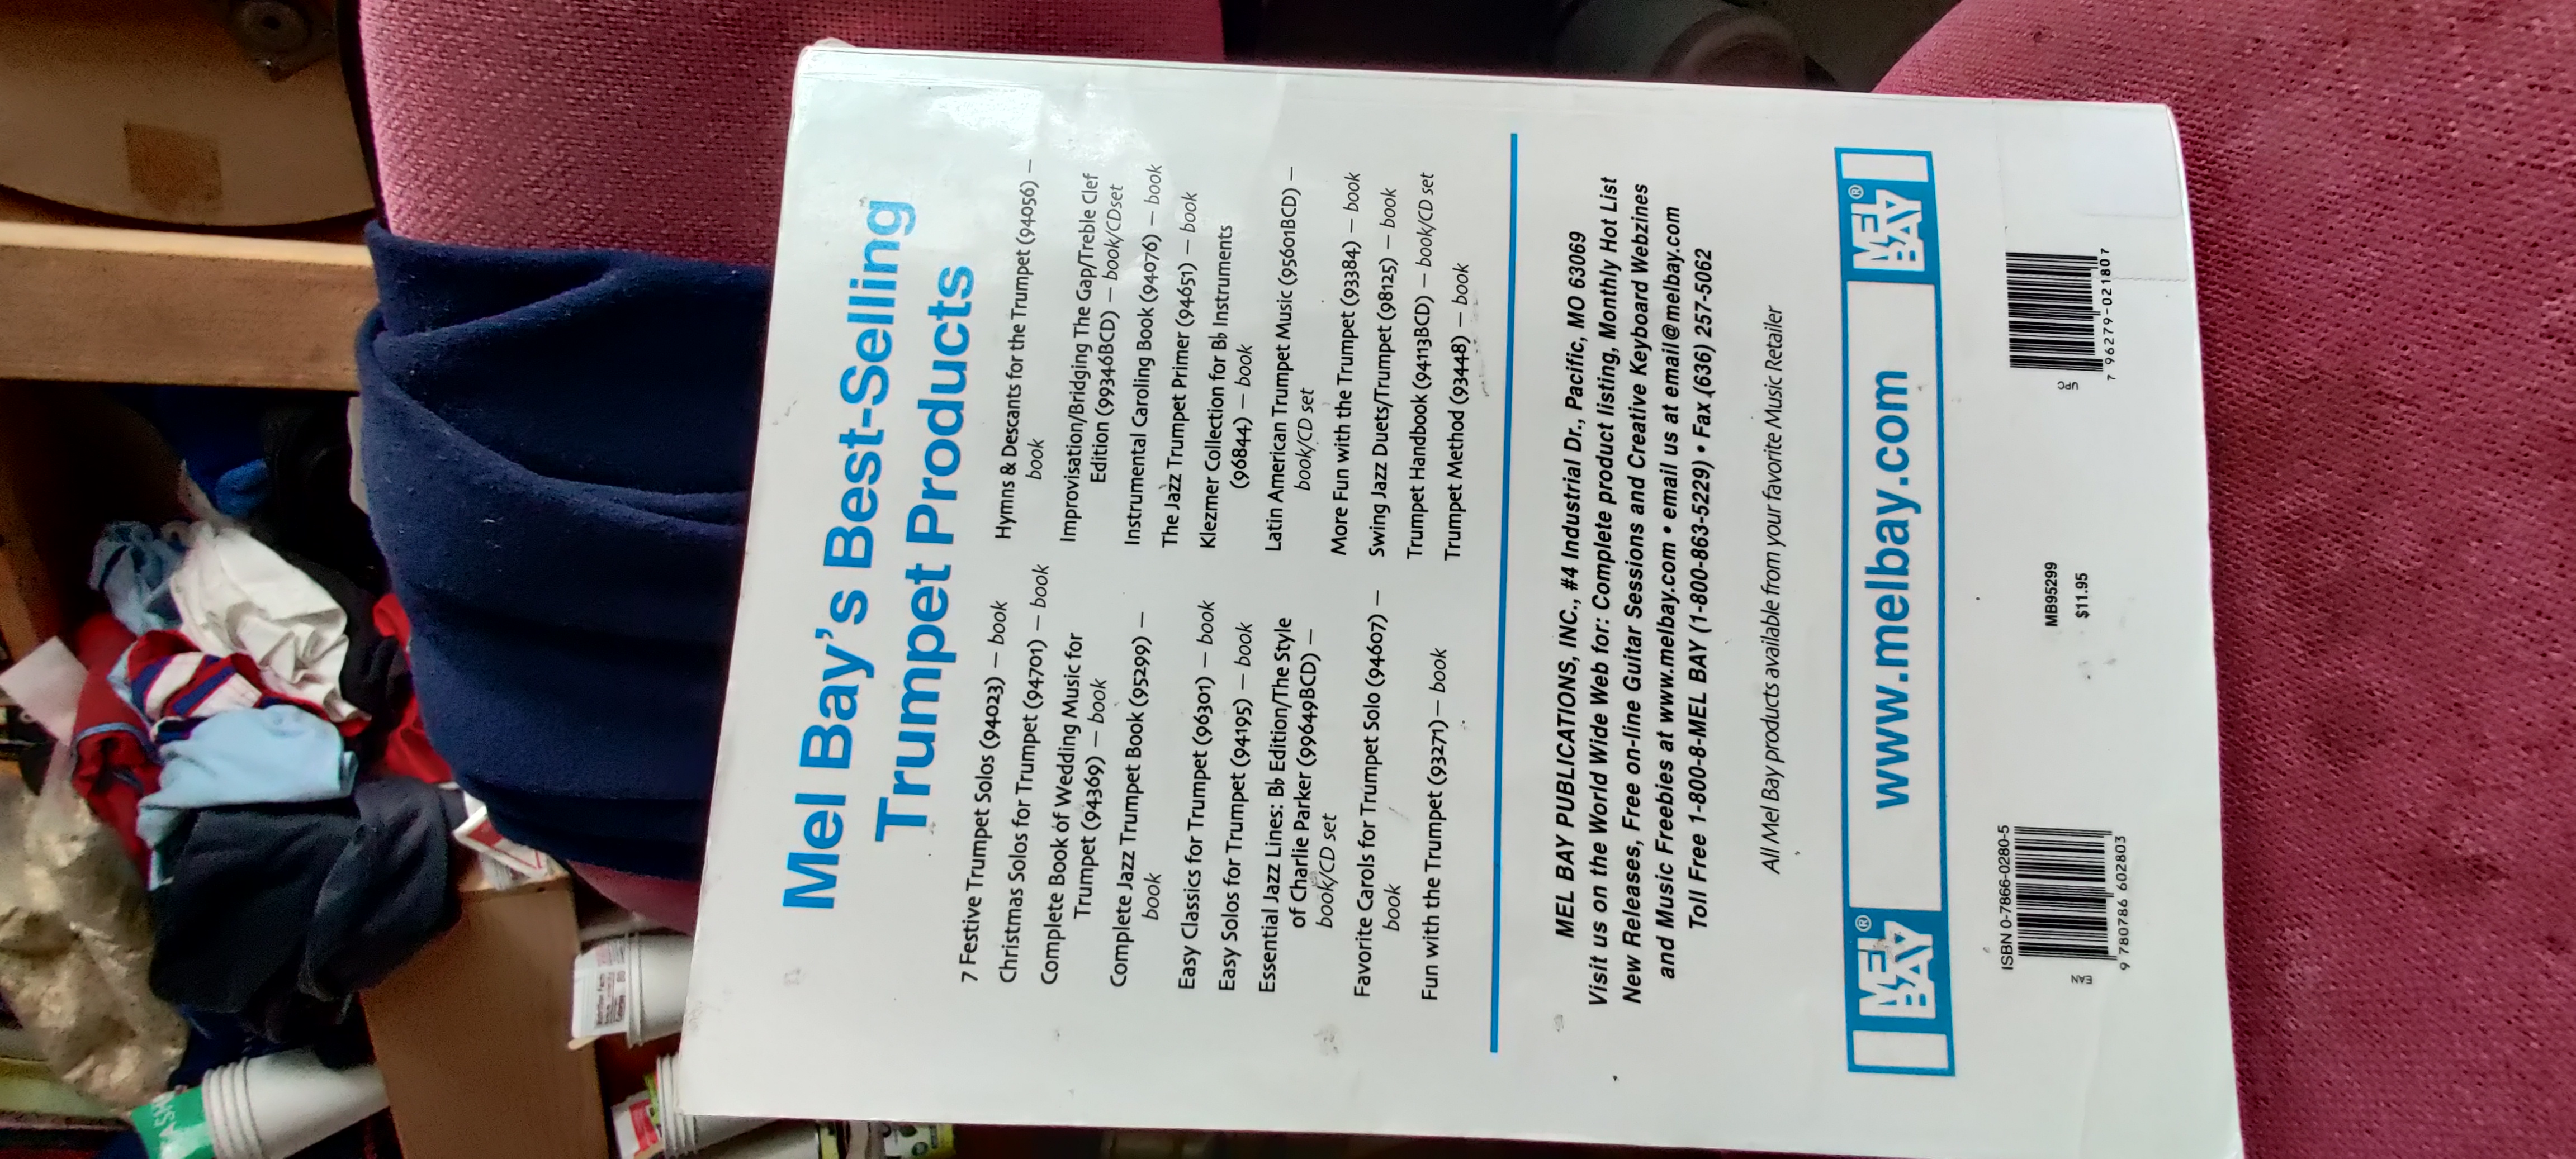 ASH
Nutrition Facts
Calories 80
Mel Bay's Best-Selling
Trumpet Products
7 Festive Trumpet Solos (94023) — book
Christmas Solos for Trumpet (94701) — book
Complete Book of Wedding Music for
Trumpet (94369) — book
Complete Jazz Trumpet Book (95299) —
book
Easy Classics for Trumpet (96301) — book
Easy Solos for Trumpet (94195) — book
Essential Jazz Lines: B♭ Edition/The Style
of Charlie Parker (99649BCD) —
book/CD set
Favorite Carols for Trumpet Solo (94607) —
book
Fun with the Trumpet (93271)— book
Hymns & Descants for the Trumpet (94056) —
book
Improvisation/Bridging The Gap/Treble Clef
Edition (99346BCD) — book/CDset
Instrumental Caroling Book (94076) — book
The Jazz Trumpet Primer (94651) — book
Klezmer Collection for B♭ Instruments
(96844) — book
Latin American Trumpet Music (95601BCD) —
book/CD set
More Fun with the Trumpet (93384) — book
Swing Jazz Duets/Trumpet (98125) — book
Trumpet Handbook (94113BCD) — book/CD set
Trumpet Method (93448) — book
MEL BAY PUBLICATIONS, INC., #4 Industrial Dr., Pacific, MO 63069
Visit us on the World Wide Web for: Complete product listing, Monthly Hot List
New Releases, Free on-line Guitar Sessions and Creative Keyboard Webzines
and Music Freebies at www.melbay.com • email us at email@melbay.com
Toll Free 1-800-8-MEL BAY (1-800-863-5229) • Fax (636) 257-5062
All Mel Bay products available from your favorite Music Retailer
MEL BAY®
www.melbay.com
MEL BAY®
ISBN 0-7866-0280-5
EAN
9 780786 602803
MB95299
$11.95
UPC
7 96279-02180 7